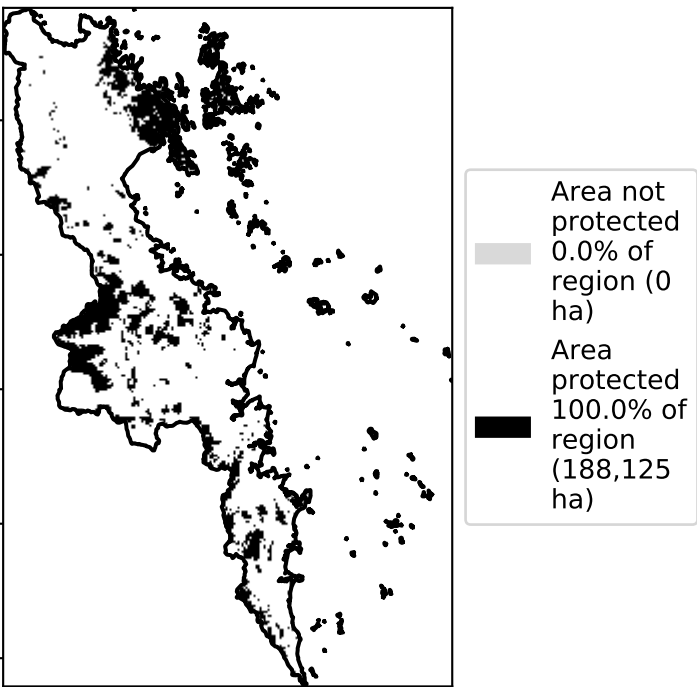 Area not
protected
0.0% of
region (0
ha)
Area
protected
100.0% of
region
(188,125
ha)